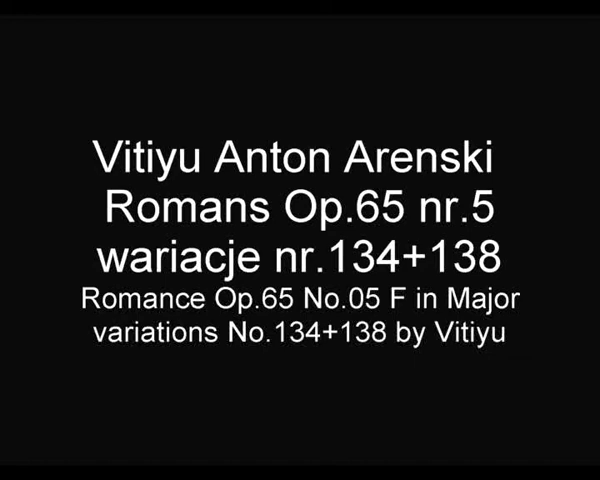 Vitiyu Anton Arenski
Romans Op.65 nr.5
wariacje nr.134+138
Romance Op.65 No.05 F in Major
variations No.134+138 by Vitiyu